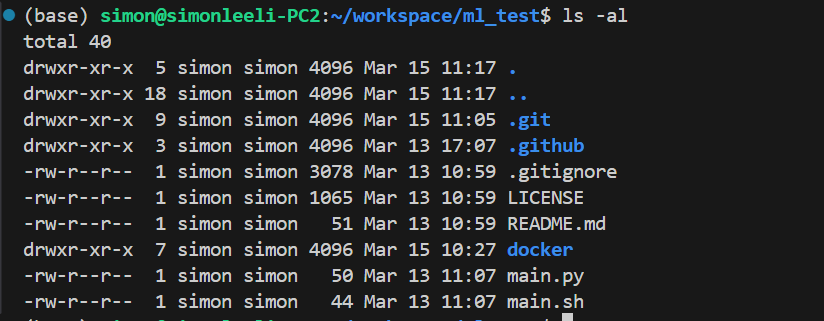 (base) simon@simonleeli-PC2:~/workspace/ml_test$ ls -al
total 40
drwxr-xr-x  5 simon simon 4096 Mar 15 11:17 .
drwxr-xr-x 18 simon simon 4096 Mar 15 11:17 ..
drwxr-xr-x  9 simon simon 4096 Mar 15 11:05 .git
drwxr-xr-x  3 simon simon 4096 Mar 13 17:07 .github
-rw-r--r--  1 simon simon 3078 Mar 13 10:59 .gitignore
-rw-r--r--  1 simon simon 1065 Mar 13 10:59 LICENSE
-rw-r--r--  1 simon simon   51 Mar 13 10:59 README.md
drwxr-xr-x  7 simon simon 4096 Mar 15 10:27 docker
-rw-r--r--  1 simon simon   50 Mar 13 11:07 main.py
-rw-r--r--  1 simon simon   44 Mar 13 11:07 main.sh